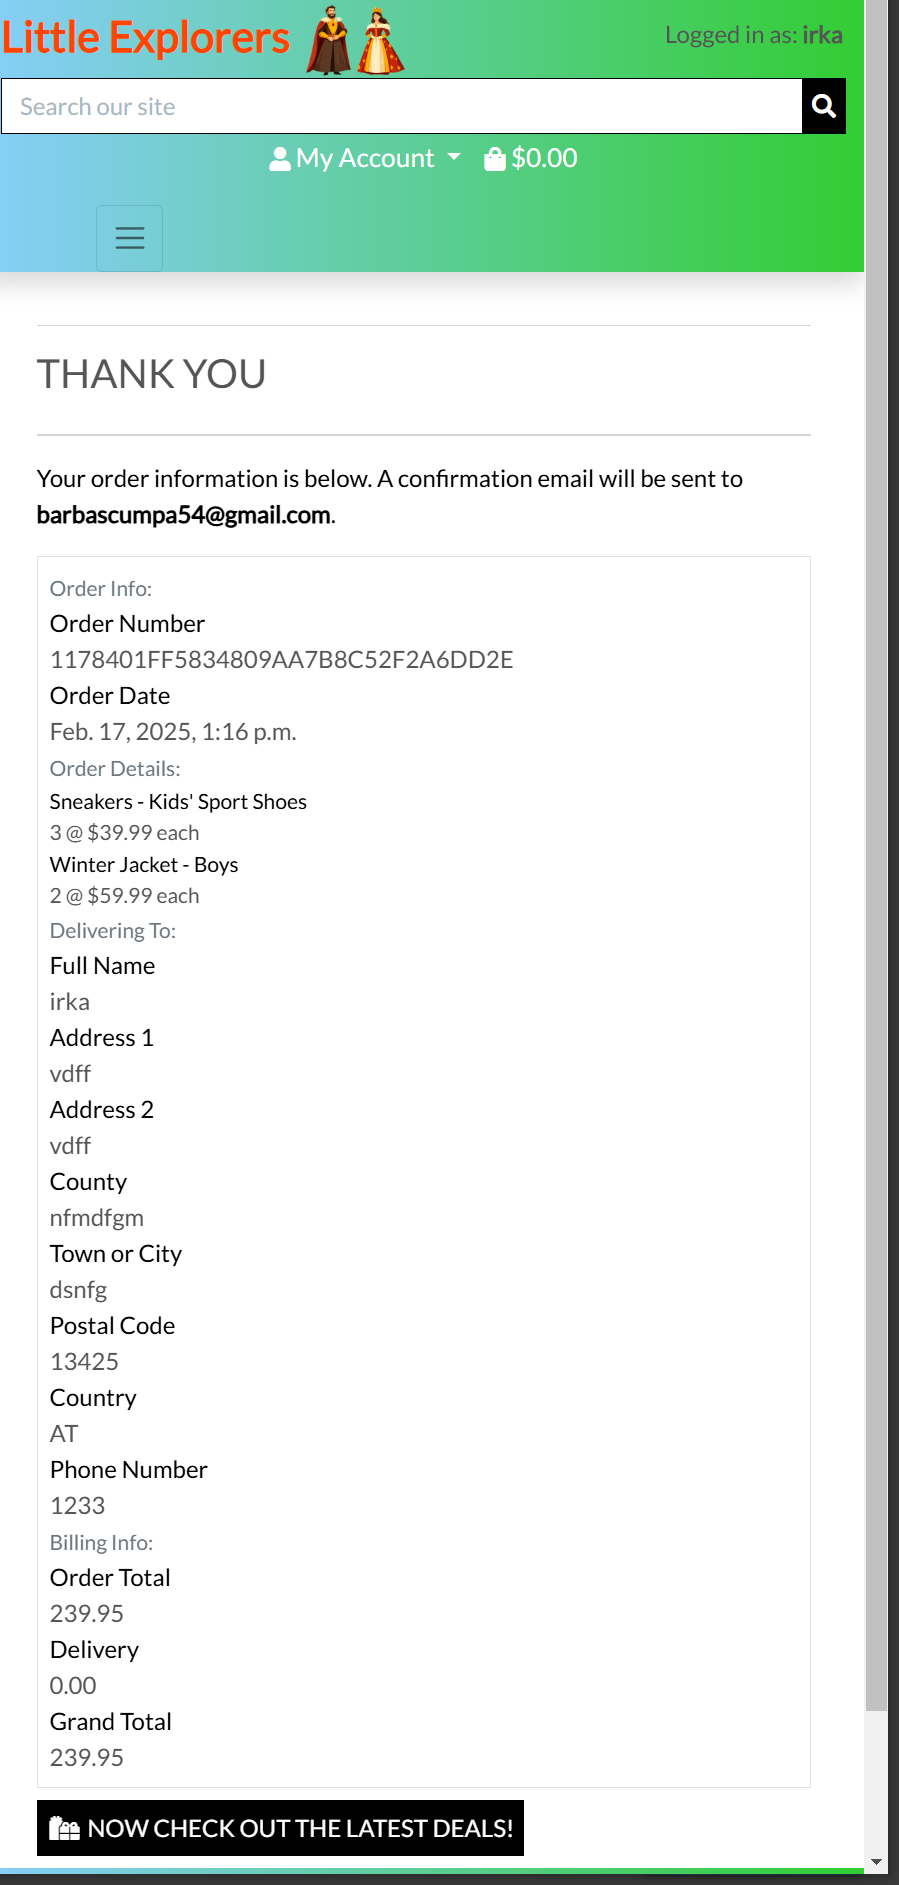 Little Explorers
Logged in as: irka
Search our site
My Account
$0.00
THANK YOU
Your order information is below. A confirmation email will be sent to
barbascumpa54@gmail.com.
Order Info:
Order Number
1178401FF5834809AA7B8C52F2A6DD2E
Order Date
Feb. 17, 2025, 1:16 p.m.
Order Details:
Sneakers - Kids' Sport Shoes
3 @ $39.99 each
Winter Jacket - Boys
2 @ $59.99 each
Delivering To:
Full Name
irka
Address 1
vdff
Address 2
vdff
County
nfmdfgm
Town or City
dsnfg
Postal Code
13425
Country
AT
Phone Number
1233
Billing Info:
Order Total
239.95
Delivery
0.00
Grand Total
239.95
NOW CHECK OUT THE LATEST DEALS!